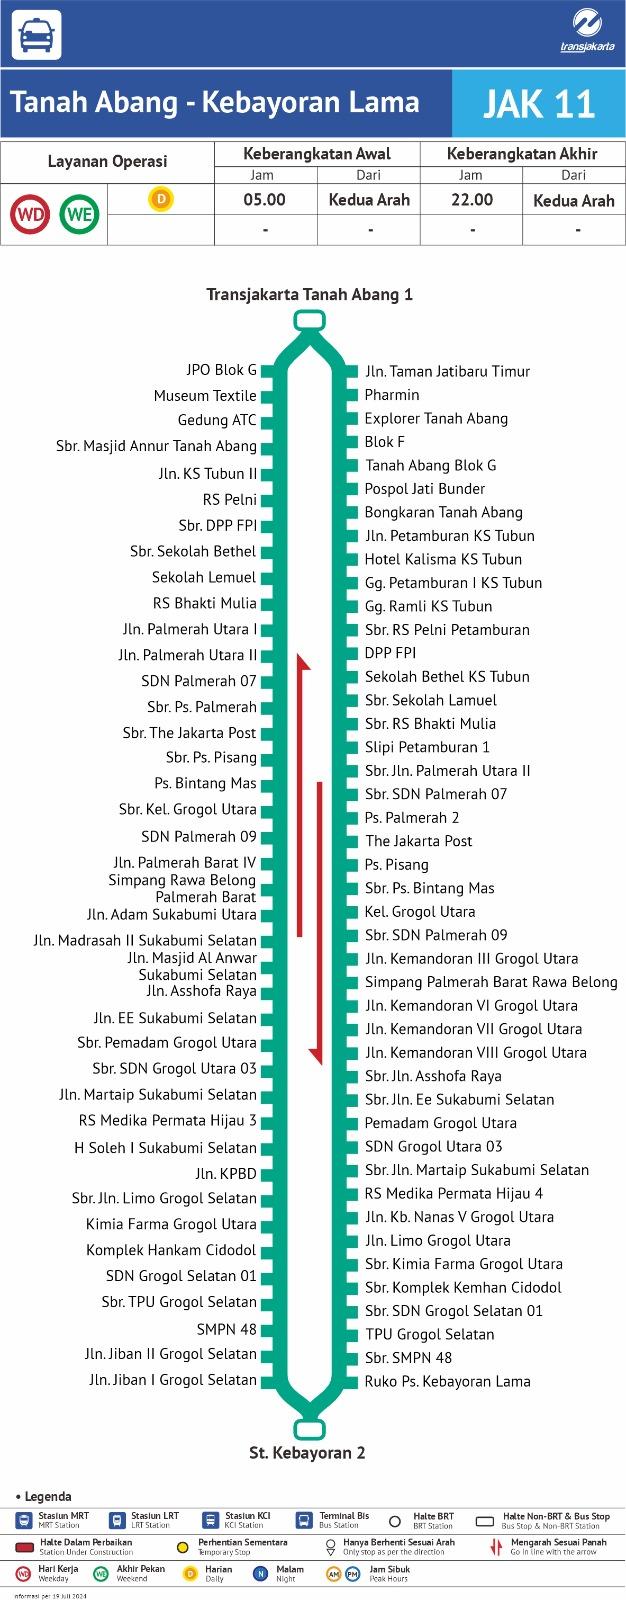 transjakarta
Tanah Abang - Kebayoran Lama
JAK 11
Layanan Operasi
Keberangkatan Awal
Keberangkatan Akhir
Jam
Dari
Jam
Dari
WD
WE
D
05.00
Kedua Arah
22.00
Kedua Arah
-
-
-
-
Transjakarta Tanah Abang 1
JPO Blok G
Museum Textile
Gedung ATC
Sbr. Masjid Annur Tanah Abang
Jln. KS Tubun II
RS Pelni
Sbr. DPP FPI
Sbr. Sekolah Bethel
Sekolah Lemuel
RS Bhakti Mulia
Jln. Palmerah Utara I
Jln. Palmerah Utara II
SDN Palmerah 07
Sbr. Ps. Palmerah
Sbr. The Jakarta Post
Sbr. Ps. Pisang
Ps. Bintang Mas
Sbr. Kel. Grogol Utara
SDN Palmerah 09
Jln. Palmerah Barat IV
Simpang Rawa Belong
Palmerah Barat
Jln. Adam Sukabumi Utara
Jln. Madrasah II Sukabumi Selatan
Jln. Masjid Al Anwar
Sukabumi Selatan
Jln. Asshofa Raya
Jln. EE Sukabumi Selatan
Sbr. Pemadam Grogol Utara
Sbr. SDN Grogol Utara 03
Jln. Martaip Sukabumi Selatan
RS Medika Permata Hijau 3
H Soleh I Sukabumi Selatan
Jln. KPBD
Sbr. Jln. Limo Grogol Selatan
Kimia Farma Grogol Utara
Komplek Hankam Cidodol
SDN Grogol Selatan 01
Sbr. TPU Grogol Selatan
SMPN 48
Jln. Jiban II Grogol Selatan
Jln. Jiban I Grogol Selatan
Jln. Taman Jatibaru Timur
Pharmin
Explorer Tanah Abang
Blok F
Tanah Abang Blok G
Pospol Jati Bunder
Bongkaran Tanah Abang
Jln. Petamburan KS Tubun
Hotel Kalisma KS Tubun
Gg. Petamburan I KS Tubun
Gg. Ramli KS Tubun
Sbr. RS Pelni Petamburan
DPP FPI
Sekolah Bethel KS Tubun
Sbr. Sekolah Lamuel
Sbr. RS Bhakti Mulia
Slipi Petamburan 1
Sbr. Jln. Palmerah Utara II
Sbr. SDN Palmerah 07
Ps. Palmerah 2
The Jakarta Post
Ps. Pisang
Sbr. Ps. Bintang Mas
Kel. Grogol Utara
Sbr. SDN Palmerah 09
Jln. Kemandoran III Grogol Utara
Simpang Palmerah Barat Rawa Belong
Jln. Kemandoran VI Grogol Utara
Jln. Kemandoran VII Grogol Utara
Jln. Kemandoran VIII Grogol Utara
Sbr. Jln. Asshofa Raya
Sbr. Jln. Ee Sukabumi Selatan
Pemadam Grogol Utara
SDN Grogol Utara 03
Sbr. Jln. Martaip Sukabumi Selatan
RS Medika Permata Hijau 4
Jln. Kb. Nanas V Grogol Utara
Jln. Limo Grogol Utara
Sbr. Kimia Farma Grogol Utara
Sbr. Komplek Kemhan Cidodol
Sbr. SDN Grogol Selatan 01
TPU Grogol Selatan
Sbr. SMPN 48
Ruko Ps. Kebayoran Lama
St. Kebayoran 2
• Legenda
Stasiun MRT
MRT Station
Stasiun LRT
LRT Station
Stasiun KCI
KCI Station
Terminal Bis
Bus Station
Halte BRT
BRT Station
Halte Non-BRT & Bus Stop
Bus Stop & Non-BRT Station
Halte Dalam Perbaikan
Station Under Construction
Perhentian Sementara
Temporary Stop
Hanya Berhenti Sesuai Arah
Only stop as per the direction
Mengarah Sesuai Panah
Go in line with the arrow
WD
Hari Kerja
Weekday
WE
Akhir Pekan
Weekend
D
Harian
Daily
N
Malam
Night
AM
PM
Jam Sibuk
Peak Hours
Informasi per 19 Juli 2024